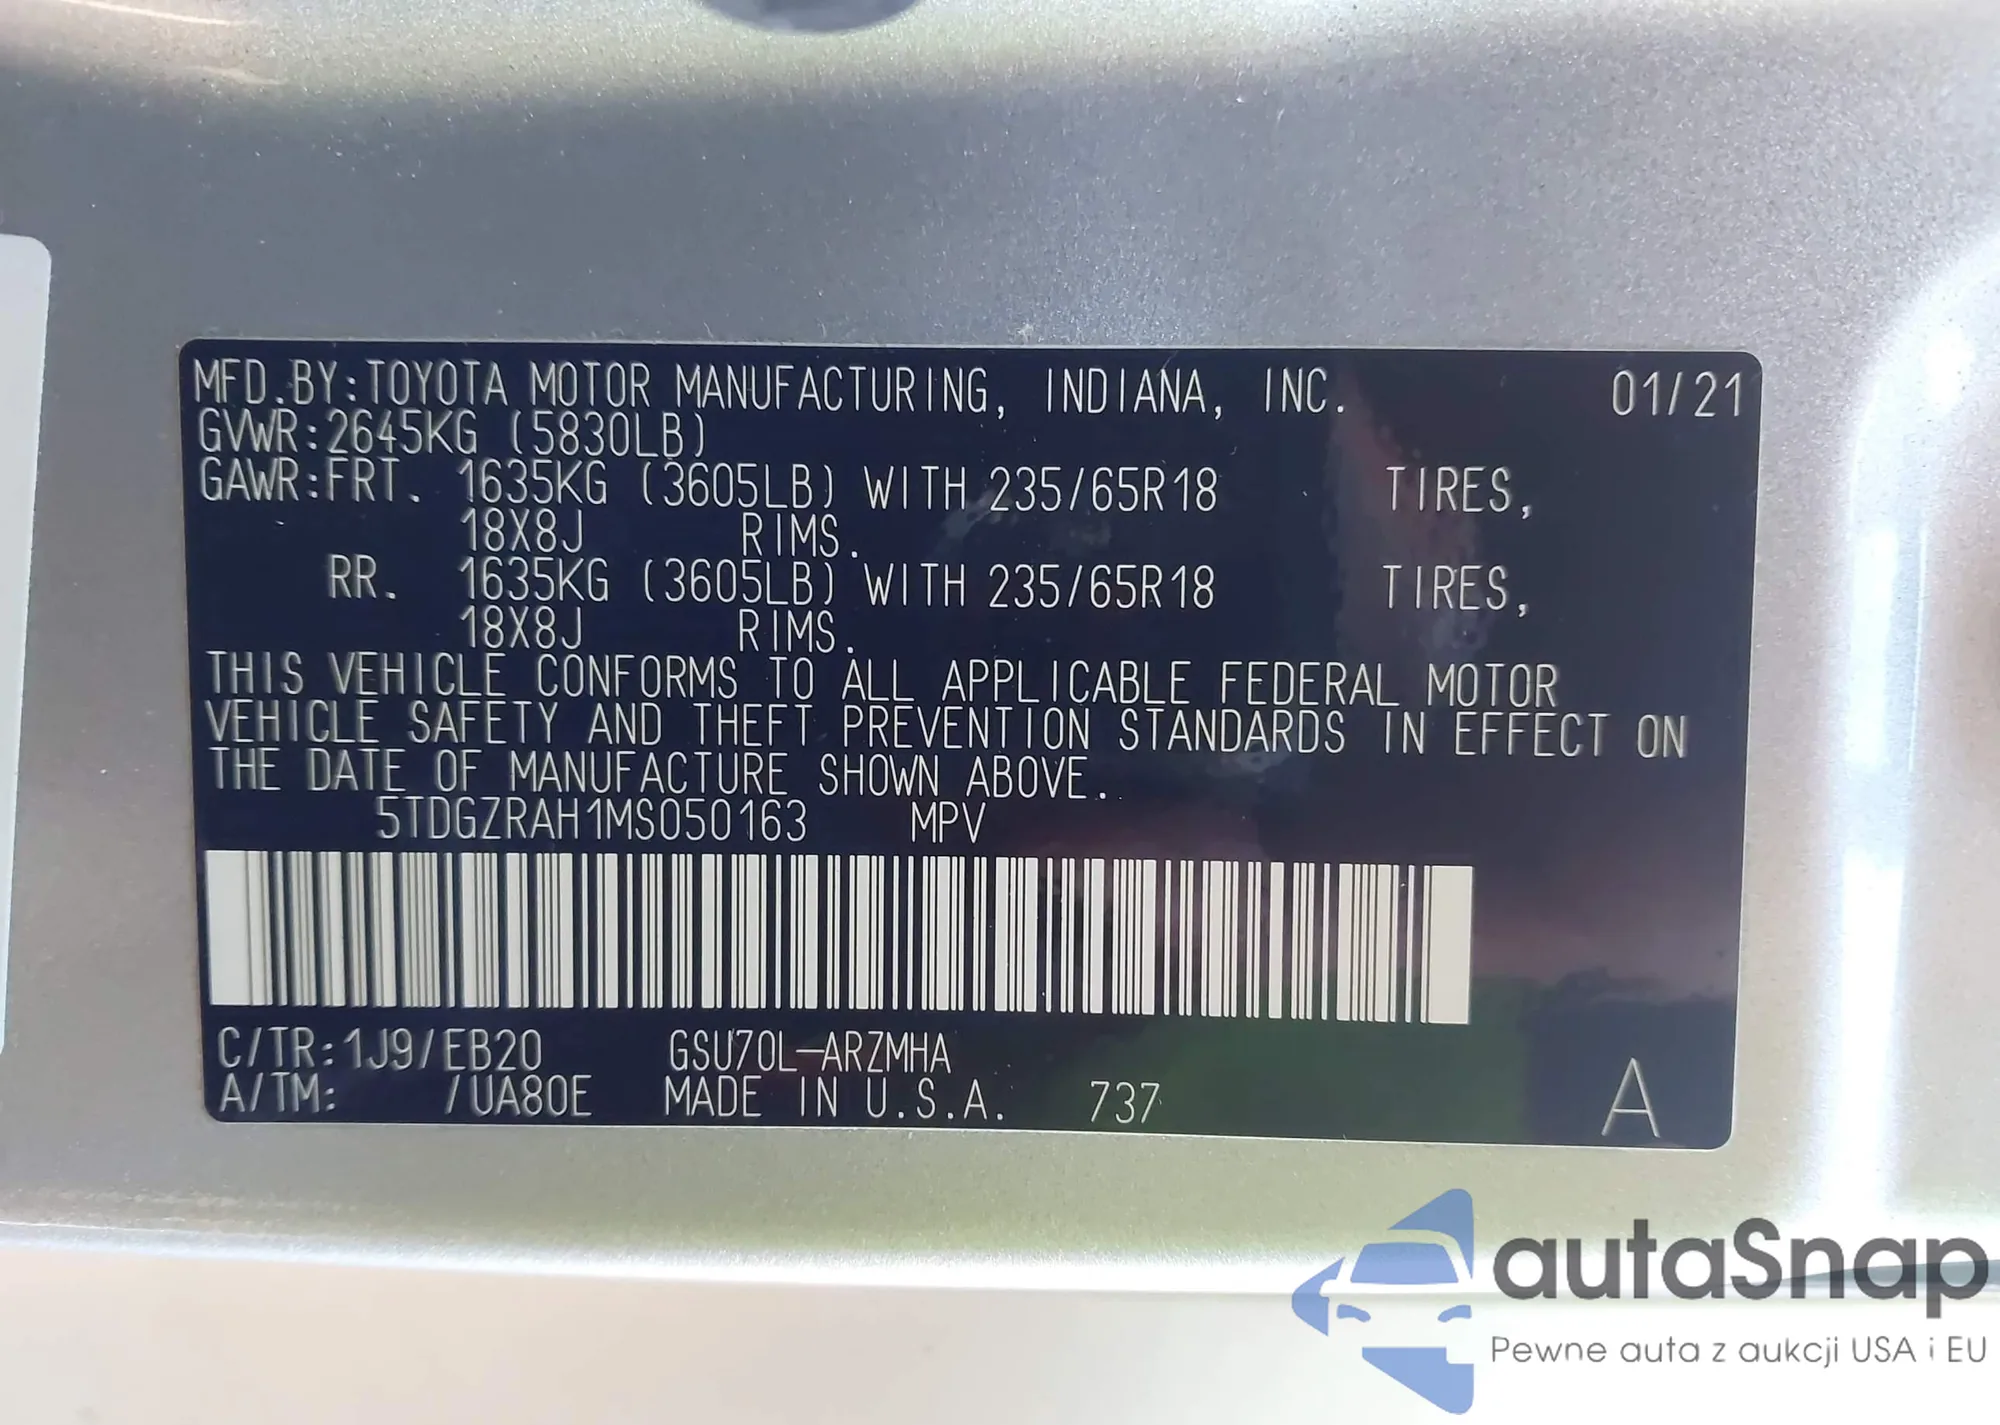 MFD.BY:TOYOTA MOTOR MANUFACTURING, INDIANA, INC. 01/21
GVWR:2645KG (5830LB)
GAWR:FRT. 1635KG (3605LB) WITH 235/65R18 TIRES,
18X8J RIMS.
RR. 1635KG (3605LB) WITH 235/65R18 TIRES,
18X8J RIMS.
THIS VEHICLE CONFORMS TO ALL APPLICABLE FEDERAL MOTOR
VEHICLE SAFETY AND THEFT PREVENTION STANDARDS IN EFFECT ON
THE DATE OF MANUFACTURE SHOWN ABOVE.
5TDGZRAH1MS050163 MPV
C/TR:1J9/EB20 GSU70L-ARZMHA
A/TM: /UA80E MADE IN U.S.A. 737 A
autaSnap
Pewne auta z aukcji USA i EU